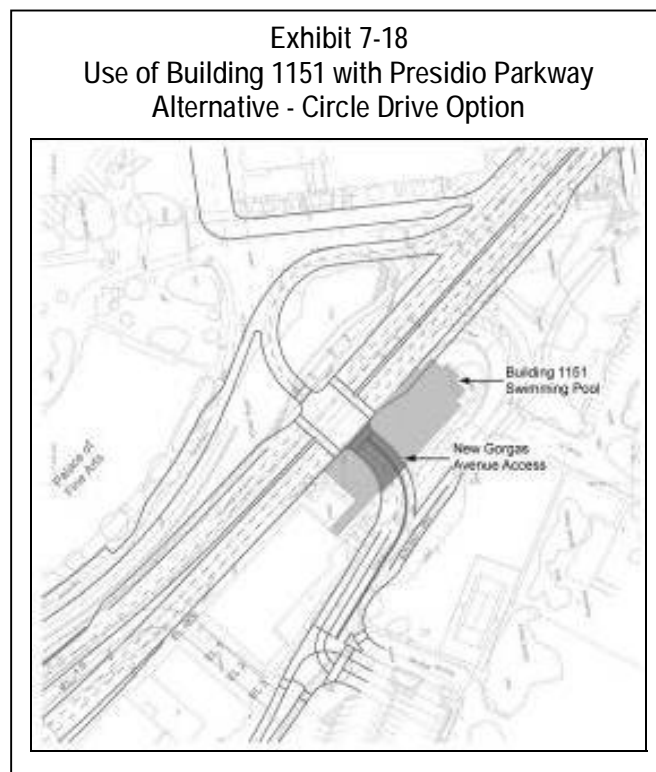 Exhibit 7-18
Use of Building 1151 with Presidio Parkway
Alternative - Circle Drive Option
Building 1151
Swimming Pool
New Gorgas
Avenue Access
Palace of
Fine Arts